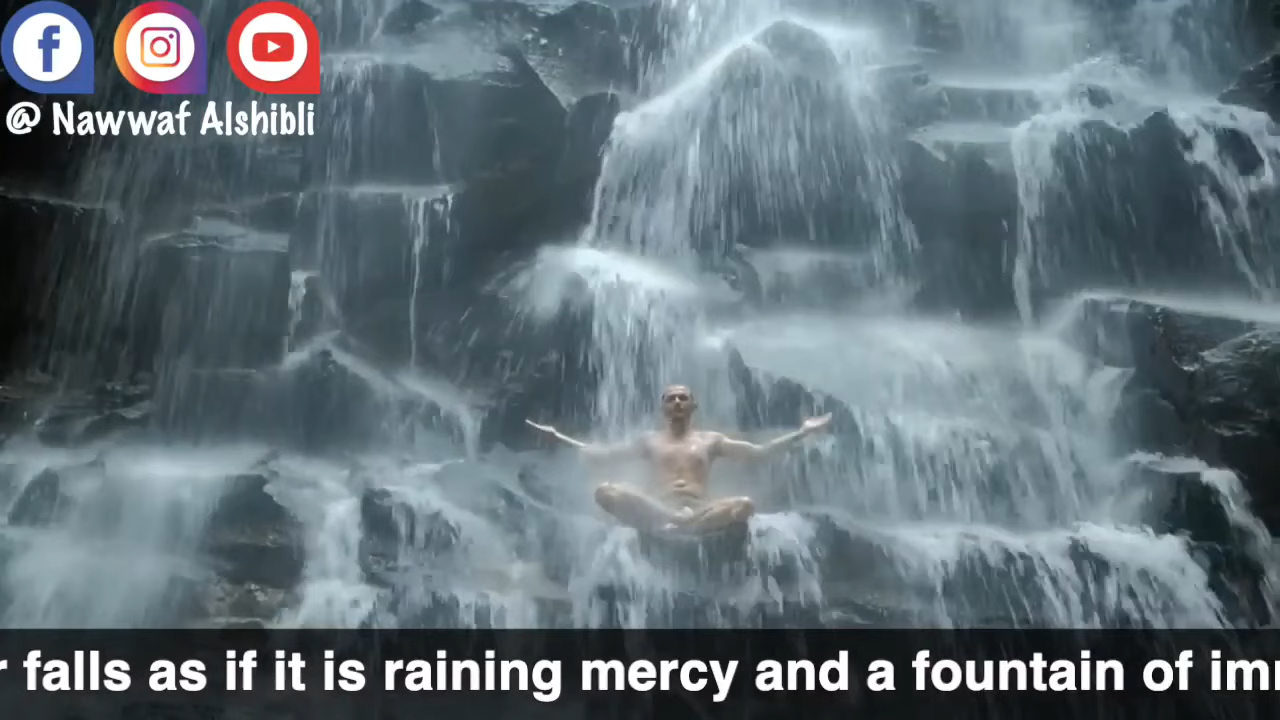 @ Nawwaf Alshibli
falls as if it is raining mercy and a fountain of